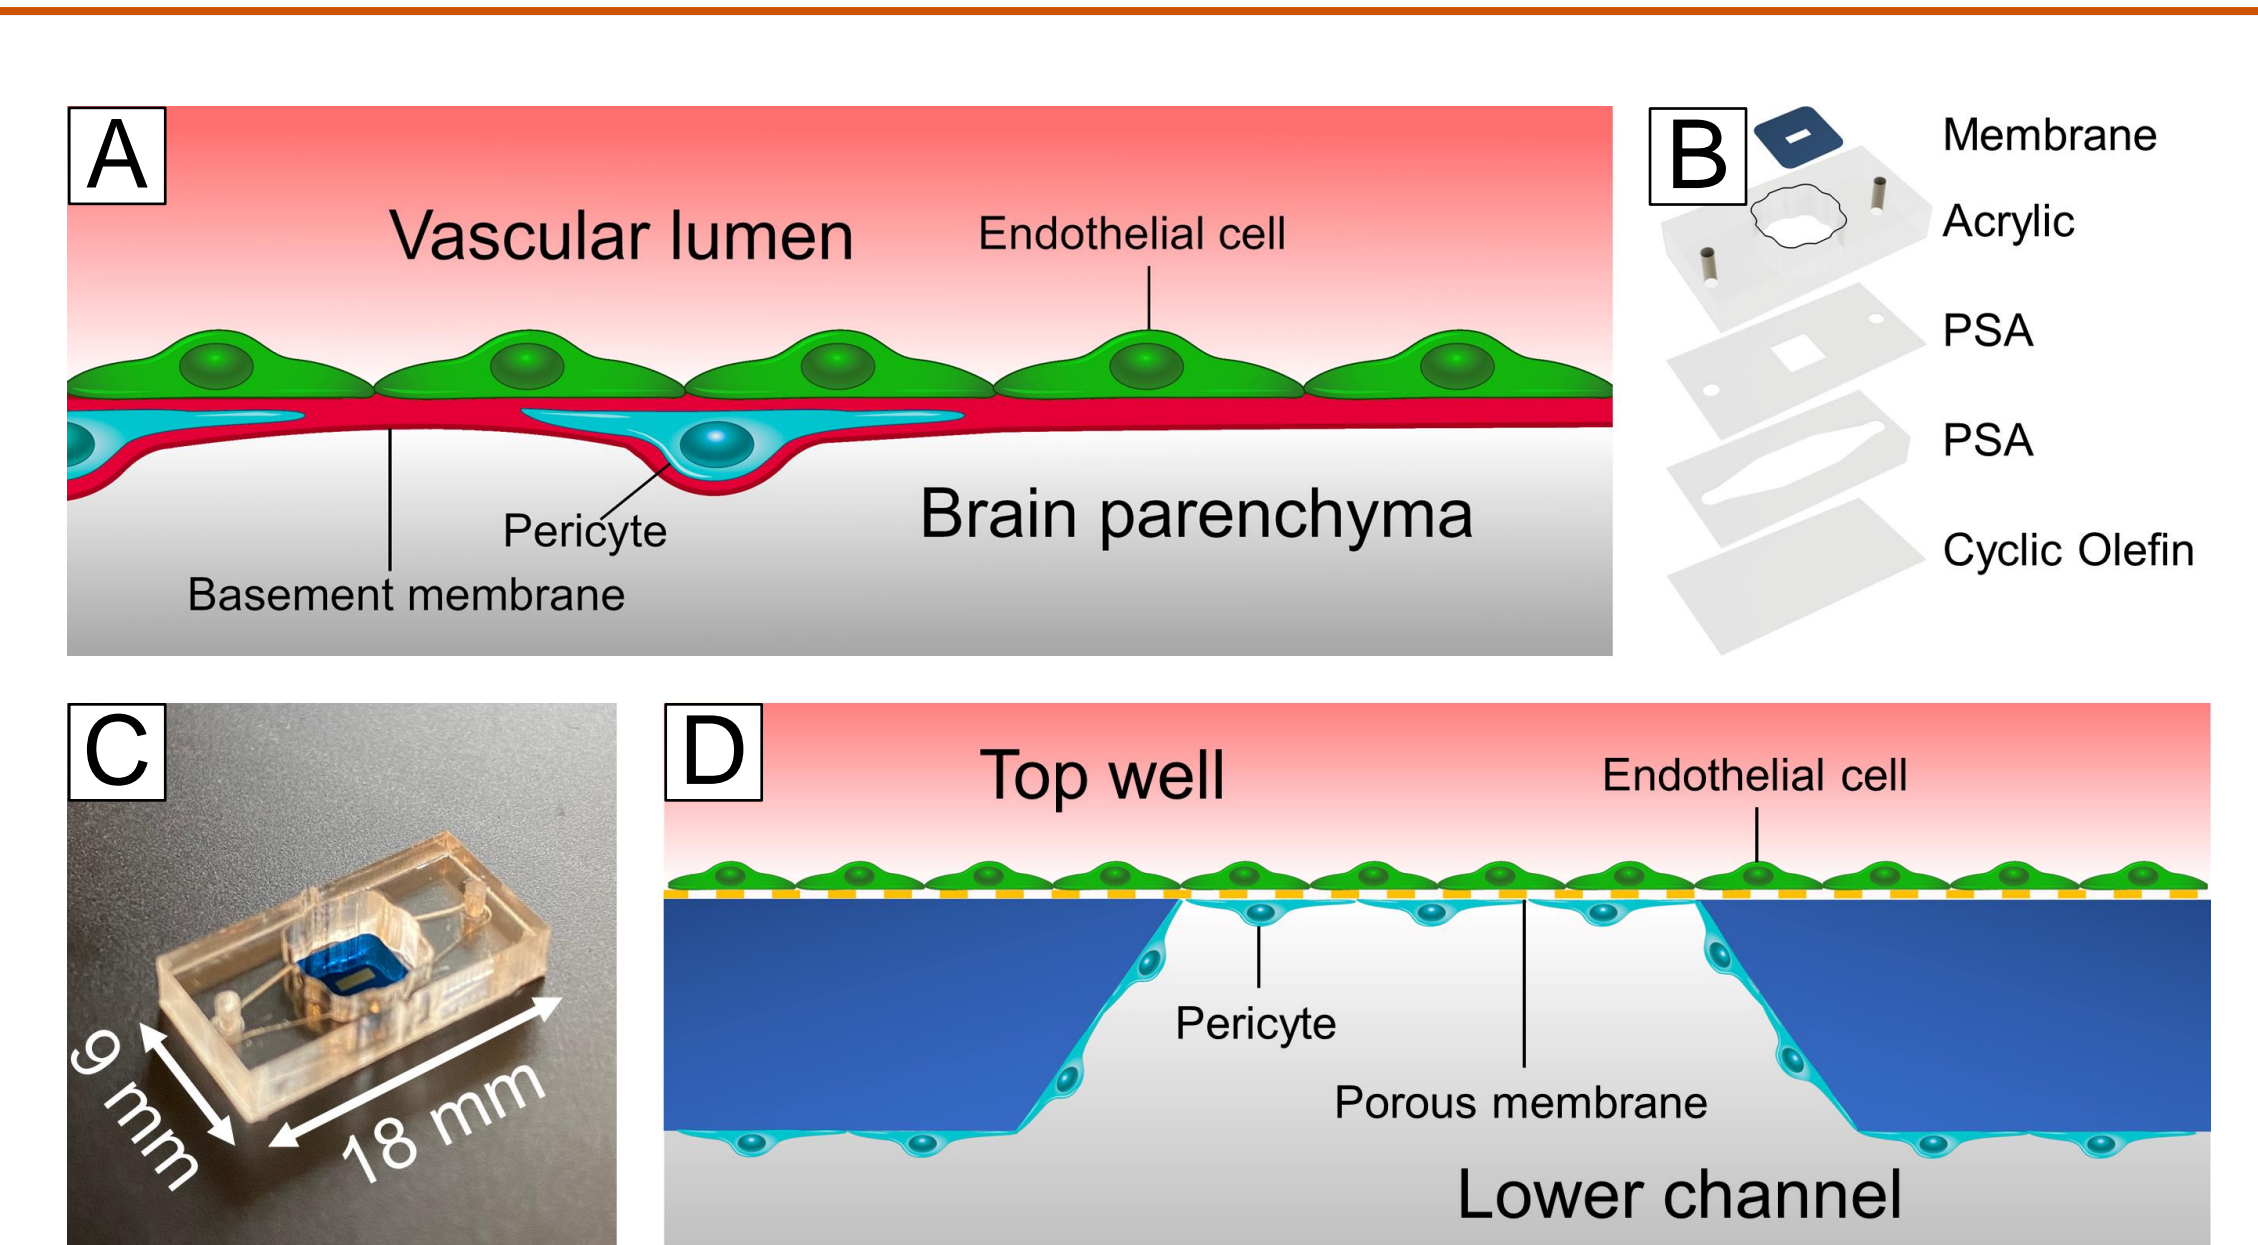 A
Vascular lumen
Endothelial cell
Pericyte
Brain parenchyma
Basement membrane
B
Membrane
Acrylic
PSA
PSA
Cyclic Olefin
C
9 mm
18 mm
D
Top well
Endothelial cell
Pericyte
Porous membrane
Lower channel